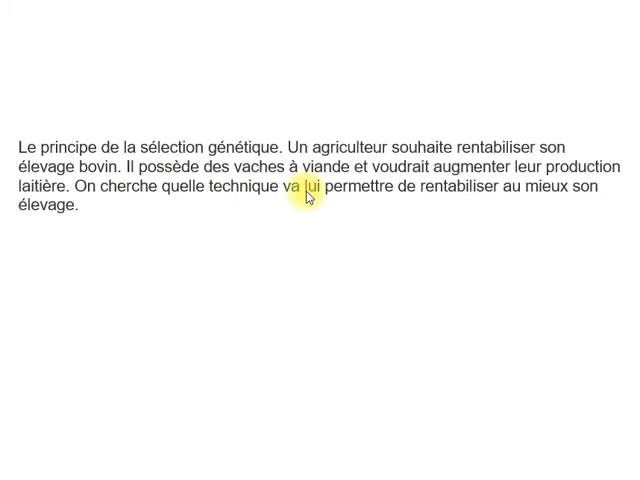 Le principe de la sélection génétique. Un agriculteur souhaite rentabiliser son
élevage bovin. Il possède des vaches à viande et voudrait augmenter leur production
laitière. On cherche quelle technique va lui permettre de rentabiliser au mieux son
élevage.